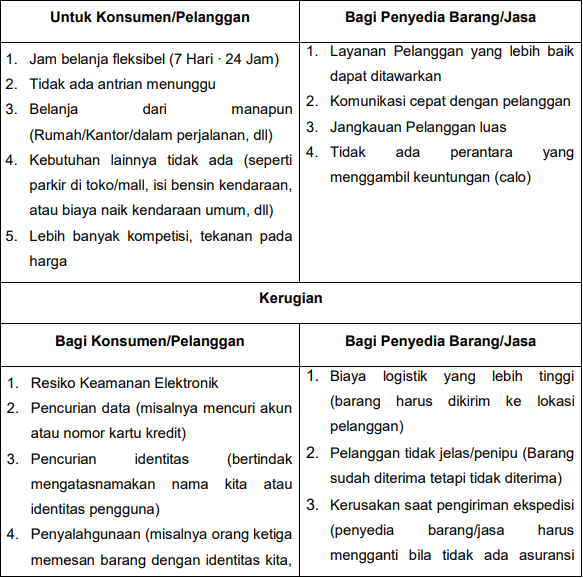 Untuk Konsumen/Pelanggan
1. Jam belanja fleksibel (7 Hari · 24 Jam)
2. Tidak ada antrian menunggu
3. Belanja dari manapun
(Rumah/Kantor/dalam perjalanan, dll)
4. Kebutuhan lainnya tidak ada (seperti
parkir di toko/mall, isi bensin kendaraan,
atau biaya naik kendaraan umum, dll)
5. Lebih banyak kompetisi, tekanan pada
harga
Bagi Penyedia Barang/Jasa
1. Layanan Pelanggan yang lebih baik
dapat ditawarkan
2. Komunikasi cepat dengan pelanggan
3. Jangkauan Pelanggan luas
4. Tidak ada perantara yang
menggambil keuntungan (calo)
Kerugian
Bagi Konsumen/Pelanggan
1. Resiko Keamanan Elektronik
2. Pencurian data (misalnya mencuri akun
atau nomor kartu kredit)
3. Pencurian identitas (bertindak
mengatasnamakan nama kita atau
identitas pengguna)
4. Penyalahgunaan (misalnya orang ketiga
memesan barang dengan identitas kita,
Bagi Penyedia Barang/Jasa
1. Biaya logistik yang lebih tinggi
(barang harus dikirim ke lokasi
pelanggan)
2. Pelanggan tidak jelas/penipu (Barang
sudah diterima tetapi tidak diterima)
3. Kerusakan saat pengiriman ekspedisi
(penyedia barang/jasa harus
mengganti bila tidak ada asuransi